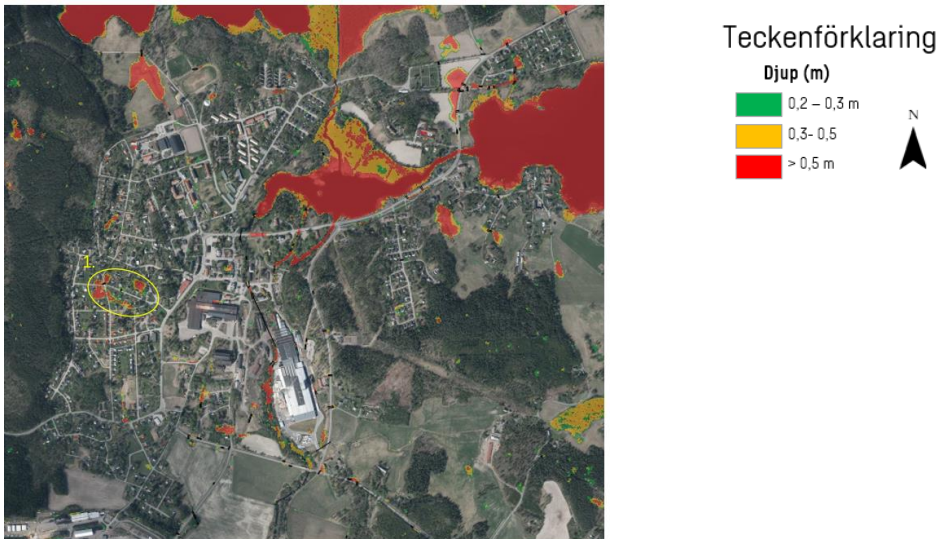 Teckenförklaring
Djup (m)
0,2 – 0,3 m
0,3- 0,5
> 0,5 m
N
1.